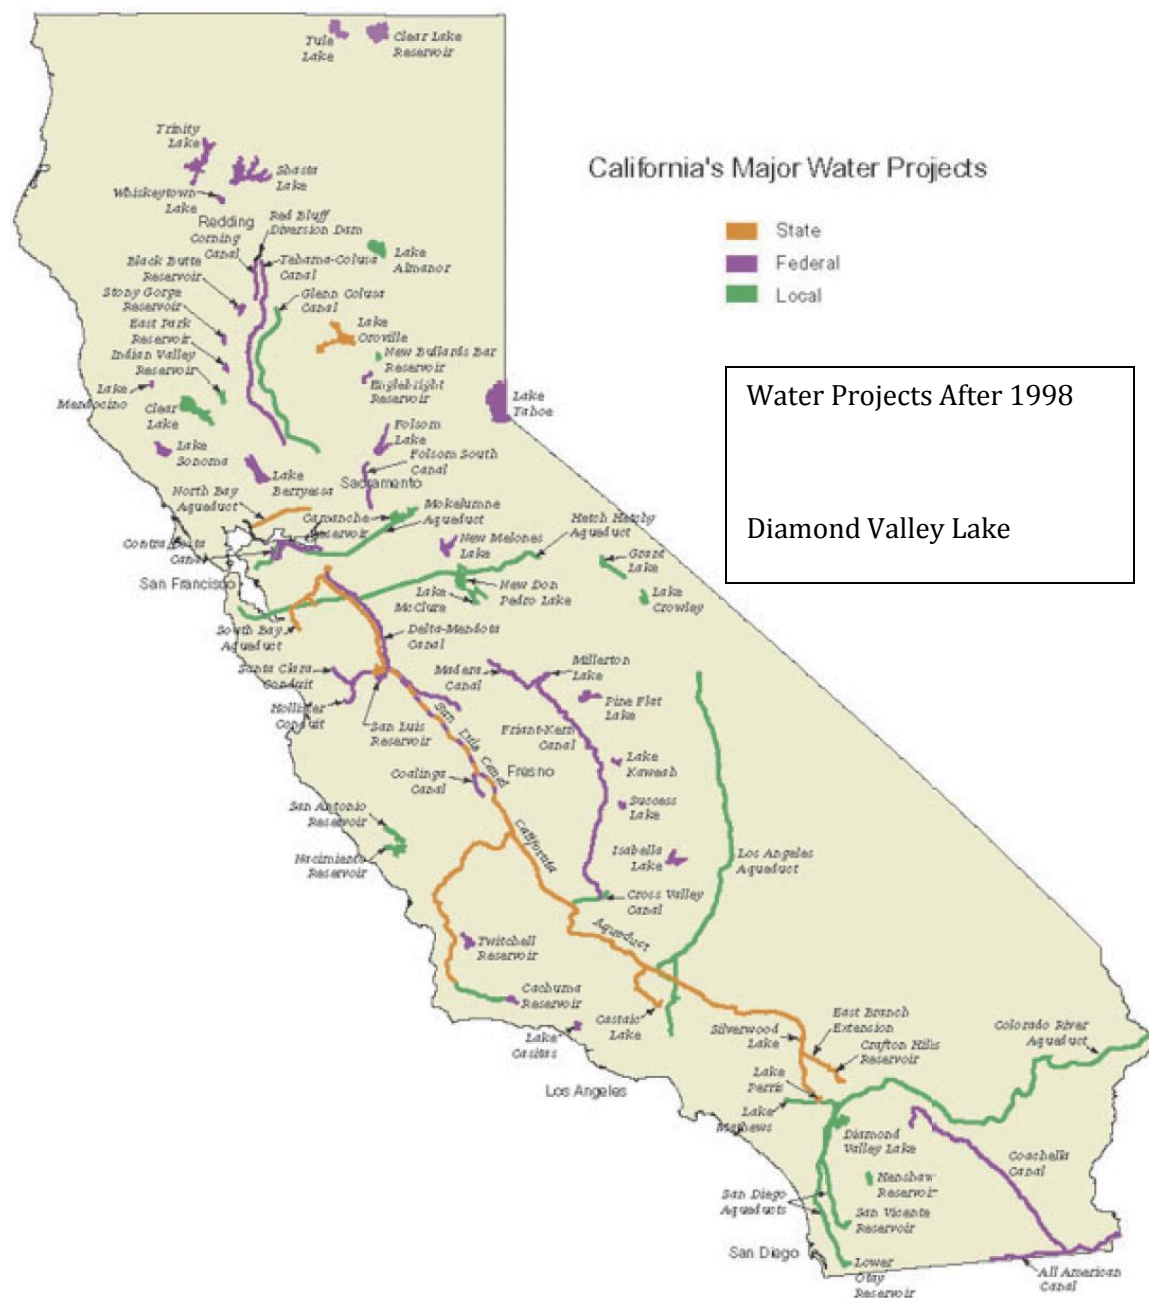 Tule
Lake
Clear Lake
Reservoir
Trinity
Lake
Shasta
Lake
Whiskeytown
Lake
California's Major Water Projects
State
Federal
Local
Water Projects After 1998
Diamond Valley Lake
Redding
Red Bluff
Diversion Dam
Corning
Canal
Tehama-Colusa
Canal
Lake
Almanor
Black Butte
Reservoir
Stony Gorge
Reservoir
Glenn Colusa
Canal
East Park
Reservoir
Lake
Oroville
Indian Valley
Reservoir
New Bullards Bar
Reservoir
Englebright
Reservoir
Lake
Mendocino
Clear
Lake
Lake
Tahoe
Lake
Sonoma
Folsom
Lake
Folsom South
Canal
Lake
Berryessa
Sacramento
North Bay
Aqueduct
Camanche
Reservoir
Mokelumne
Aqueduct
Hetch Hetchy
Aqueduct
Contra Costa
Canal
New Melones
Lake
Grant
Lake
San Francisco
New Don
Pedro Lake
Lake
McClure
Lake
Crowley
South Bay
Aqueduct
Delta-Mendota
Canal
Santa Clara
Conduit
Madera
Canal
Millerton
Lake
Hollister
Conduit
San Luis
Reservoir
San Luis Canal
Pine Flat
Lake
Friant-Kern
Canal
Coalinga
Canal
Fresno
Lake
Kaweah
San Antonio
Reservoir
Success
Lake
Nacimiento
Reservoir
California
Aqueduct
Isabella
Lake
Los Angeles
Aqueduct
Cross Valley
Canal
Twitchell
Reservoir
Cachuma
Reservoir
Lake
Casitas
Castaic
Lake
Silverwood
Lake
East Branch
Extension
Crafton Hills
Reservoir
Colorado River
Aqueduct
Los Angeles
Lake
Perris
Lake
Mathews
Diamond
Valley Lake
Coachella
Canal
Henshaw
Reservoir
San Diego
Aqueducts
San Vicente
Reservoir
San Diego
Lower
Otay
Reservoir
All American
Canal